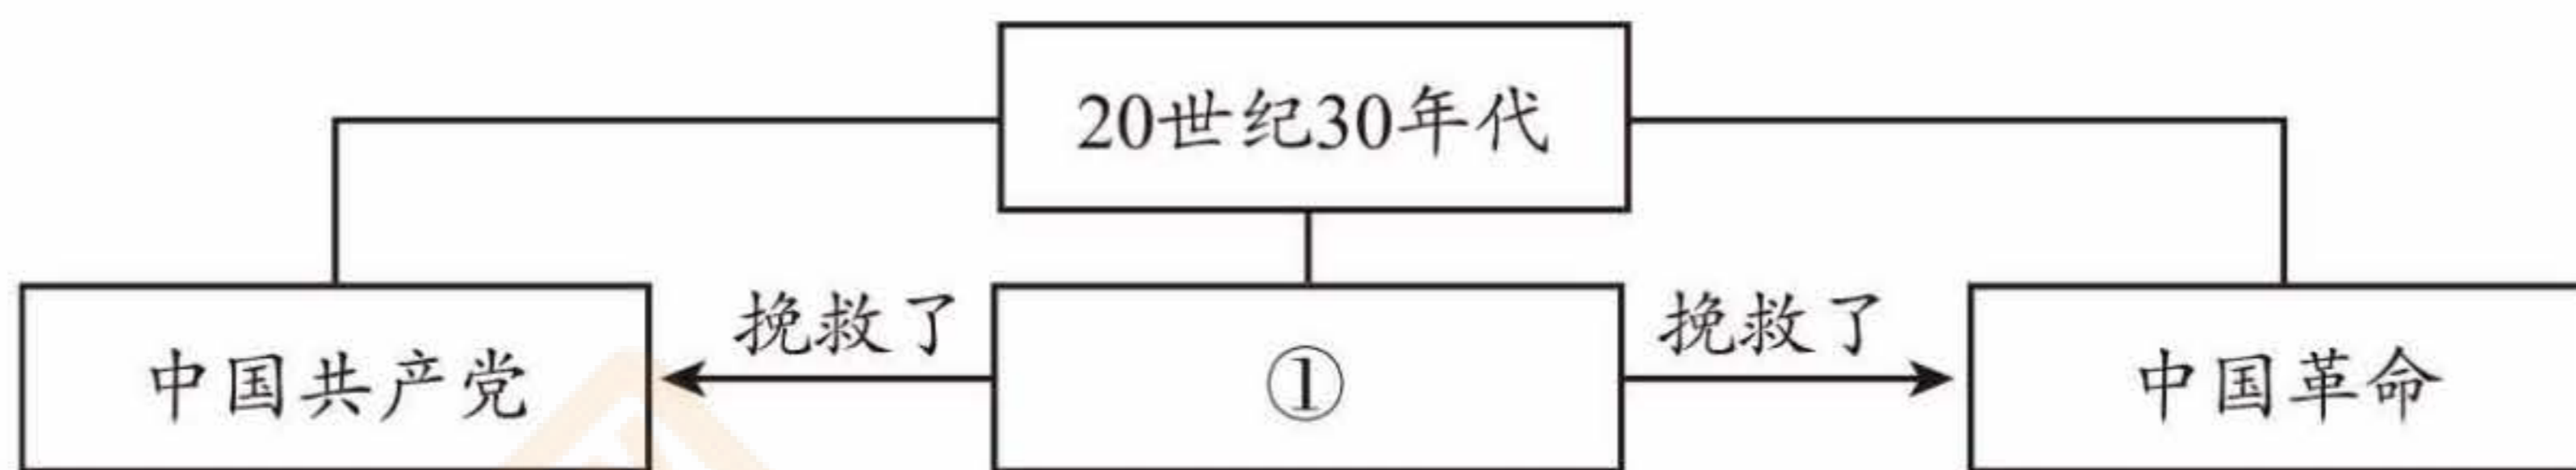 20世纪30年代
挽救了
挽救了
中国共产党
①
中国革命